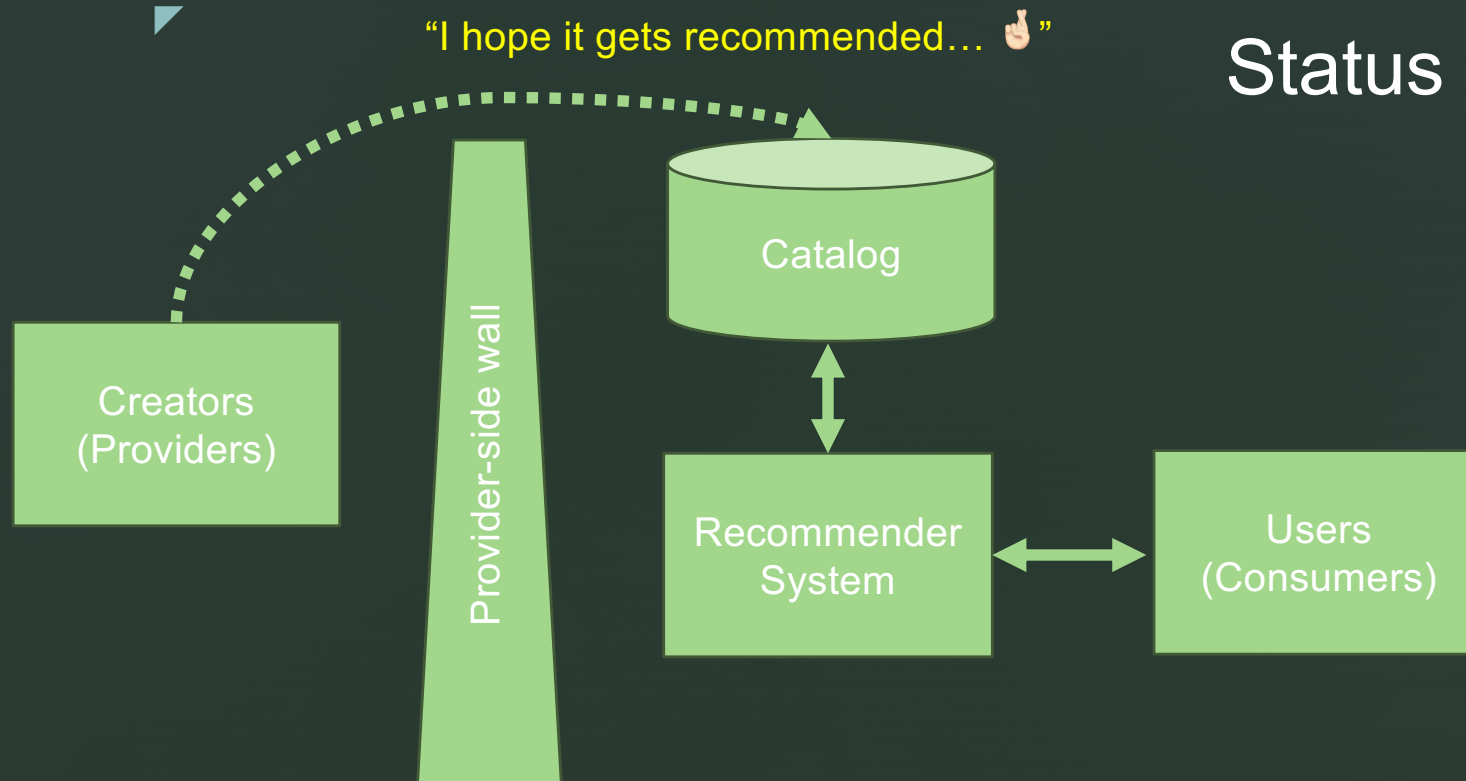 “I hope it gets recommended… 🤞🏻”
Status
Catalog
Creators
(Providers)
Provider-side wall
Recommender
System
Users
(Consumers)